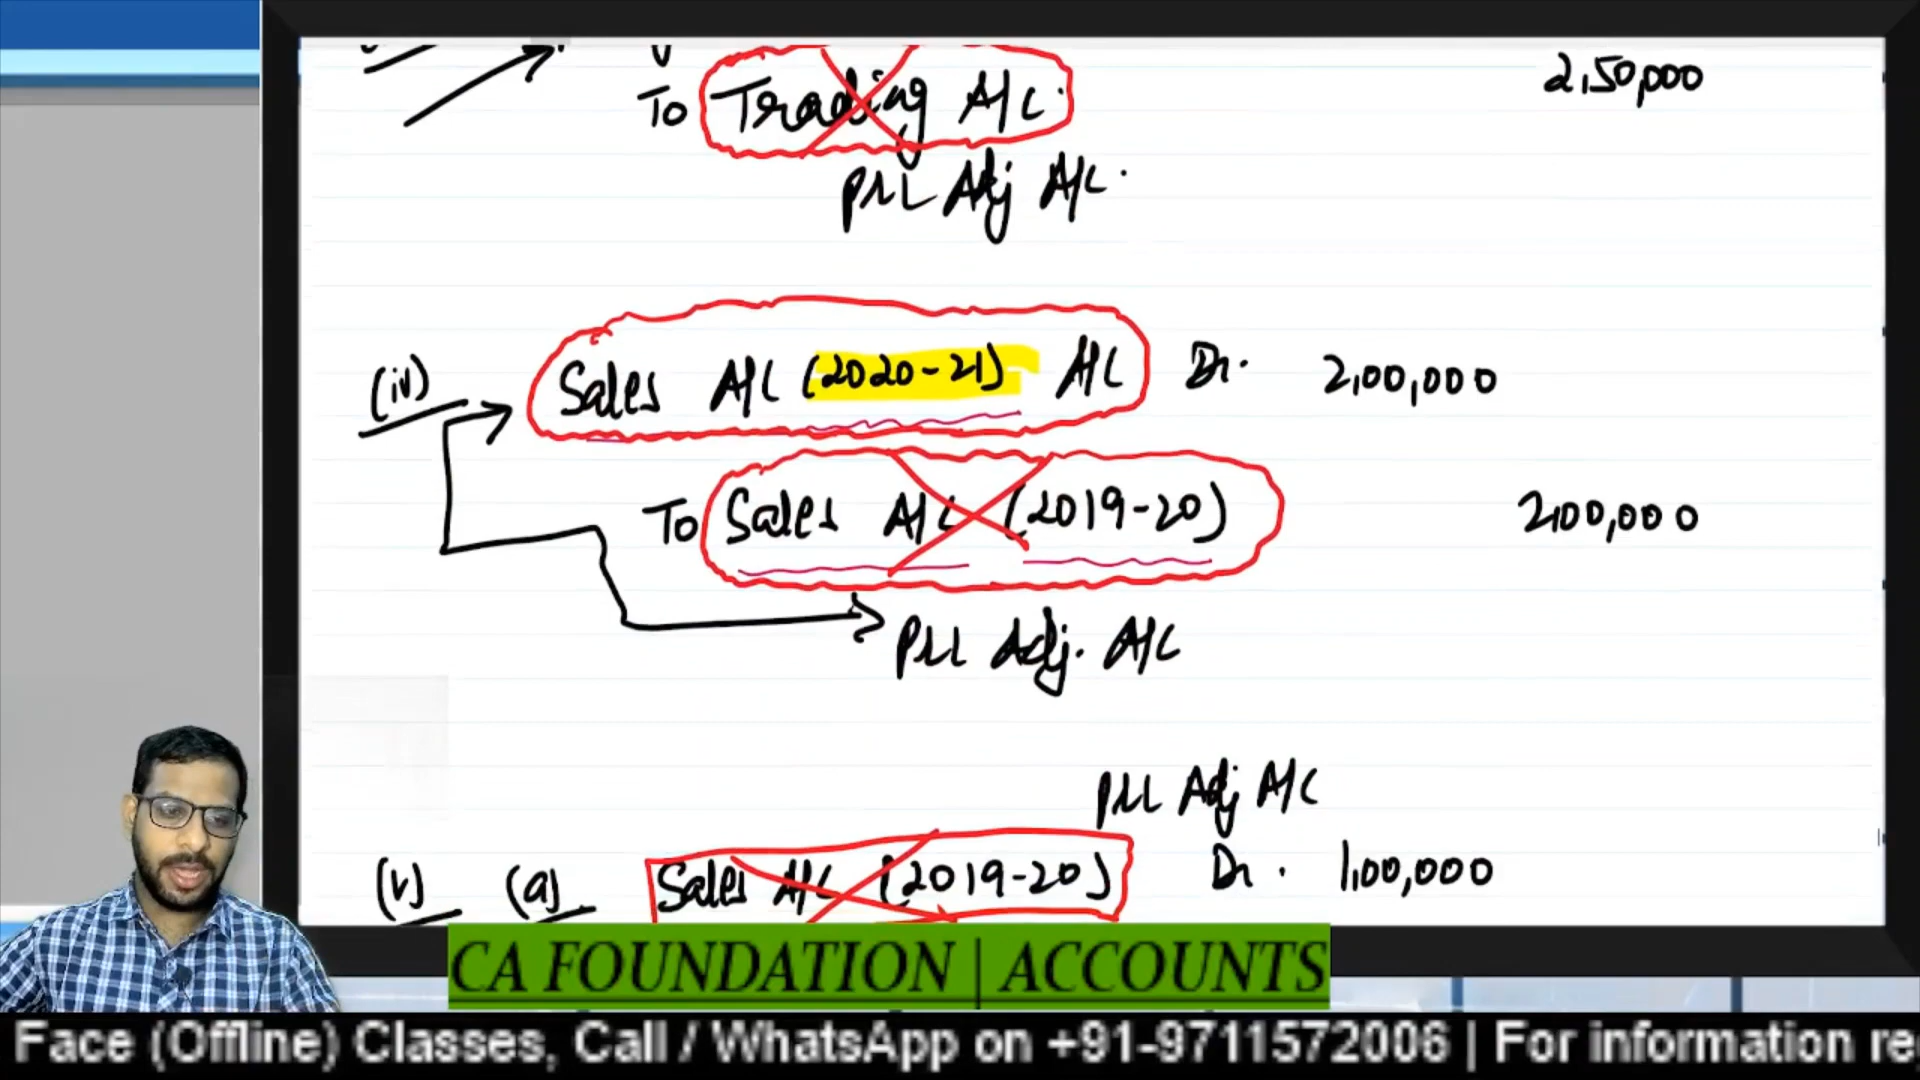 To Trading A/C. 2,50,000
P&L Adj A/C.
(iv) Sales A/C (2020-21) A/C Dr. 2,00,000
To Sales A/C (2019-20) 2,00,000
P&L Adj. A/C
P&L Adj A/C
(v) (a) Sales A/C (2019-20) Dr. 1,00,000
CA FOUNDATION | ACCOUNTS
Face (Offline) Classes, Call / WhatsApp on +91-9711572006 | For information re